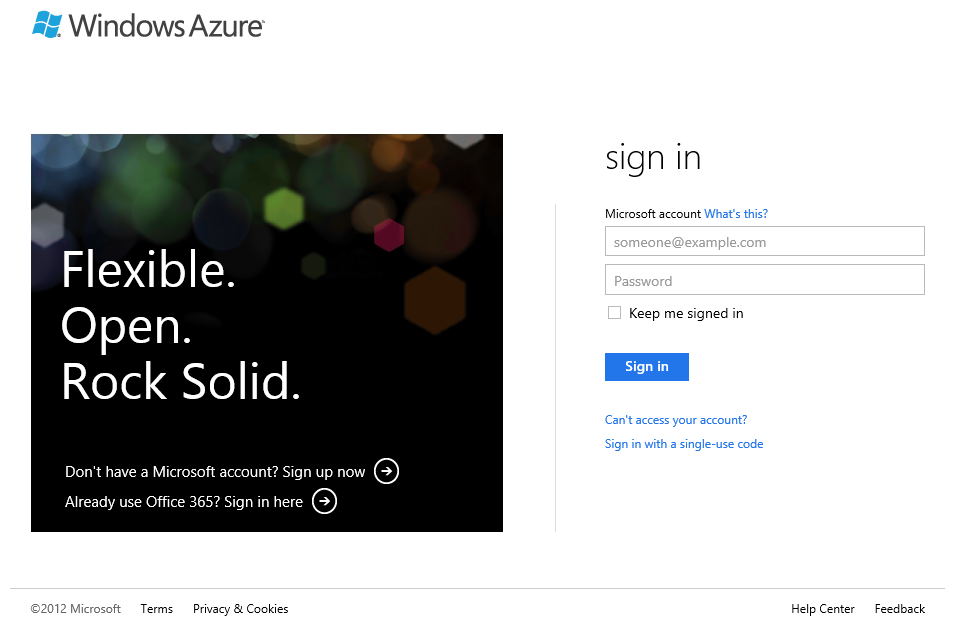 Windows Azure
Flexible.
Open.
Rock Solid.
Don't have a Microsoft account? Sign up now
Already use Office 365? Sign in here
sign in
Microsoft account What's this?
someone@example.com
Password
Keep me signed in
Sign in
Can't access your account?
Sign in with a single-use code
©2012 Microsoft Terms Privacy & Cookies Help Center Feedback